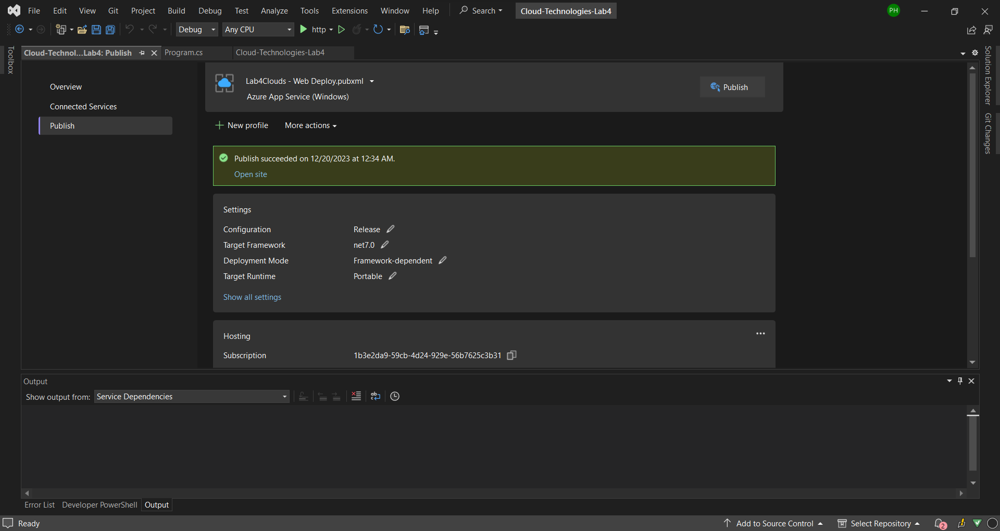 File Edit View Git Project Build Debug Test Analyze Tools Extensions Window Help Search Cloud-Technologies-Lab4 PH
Debug Any CPU http
Toolbox
Cloud-Technol...Lab4: Publish Program.cs Cloud-Technologies-Lab4
Overview
Connected Services
Publish
Lab4Clouds - Web Deploy.pubxml
Azure App Service (Windows)
Publish
New profile More actions
Publish succeeded on 12/20/2023 at 12:34 AM.
Open site
Settings
Configuration Release
Target Framework net7.0
Deployment Mode Framework-dependent
Target Runtime Portable
Show all settings
Hosting
Subscription 1b3e2da9-59cb-4d24-929e-56b7625c3b31
Solution Explorer
Git Changes
Output
Show output from: Service Dependencies
Error List Developer PowerShell Output
Ready Add to Source Control Select Repository 2